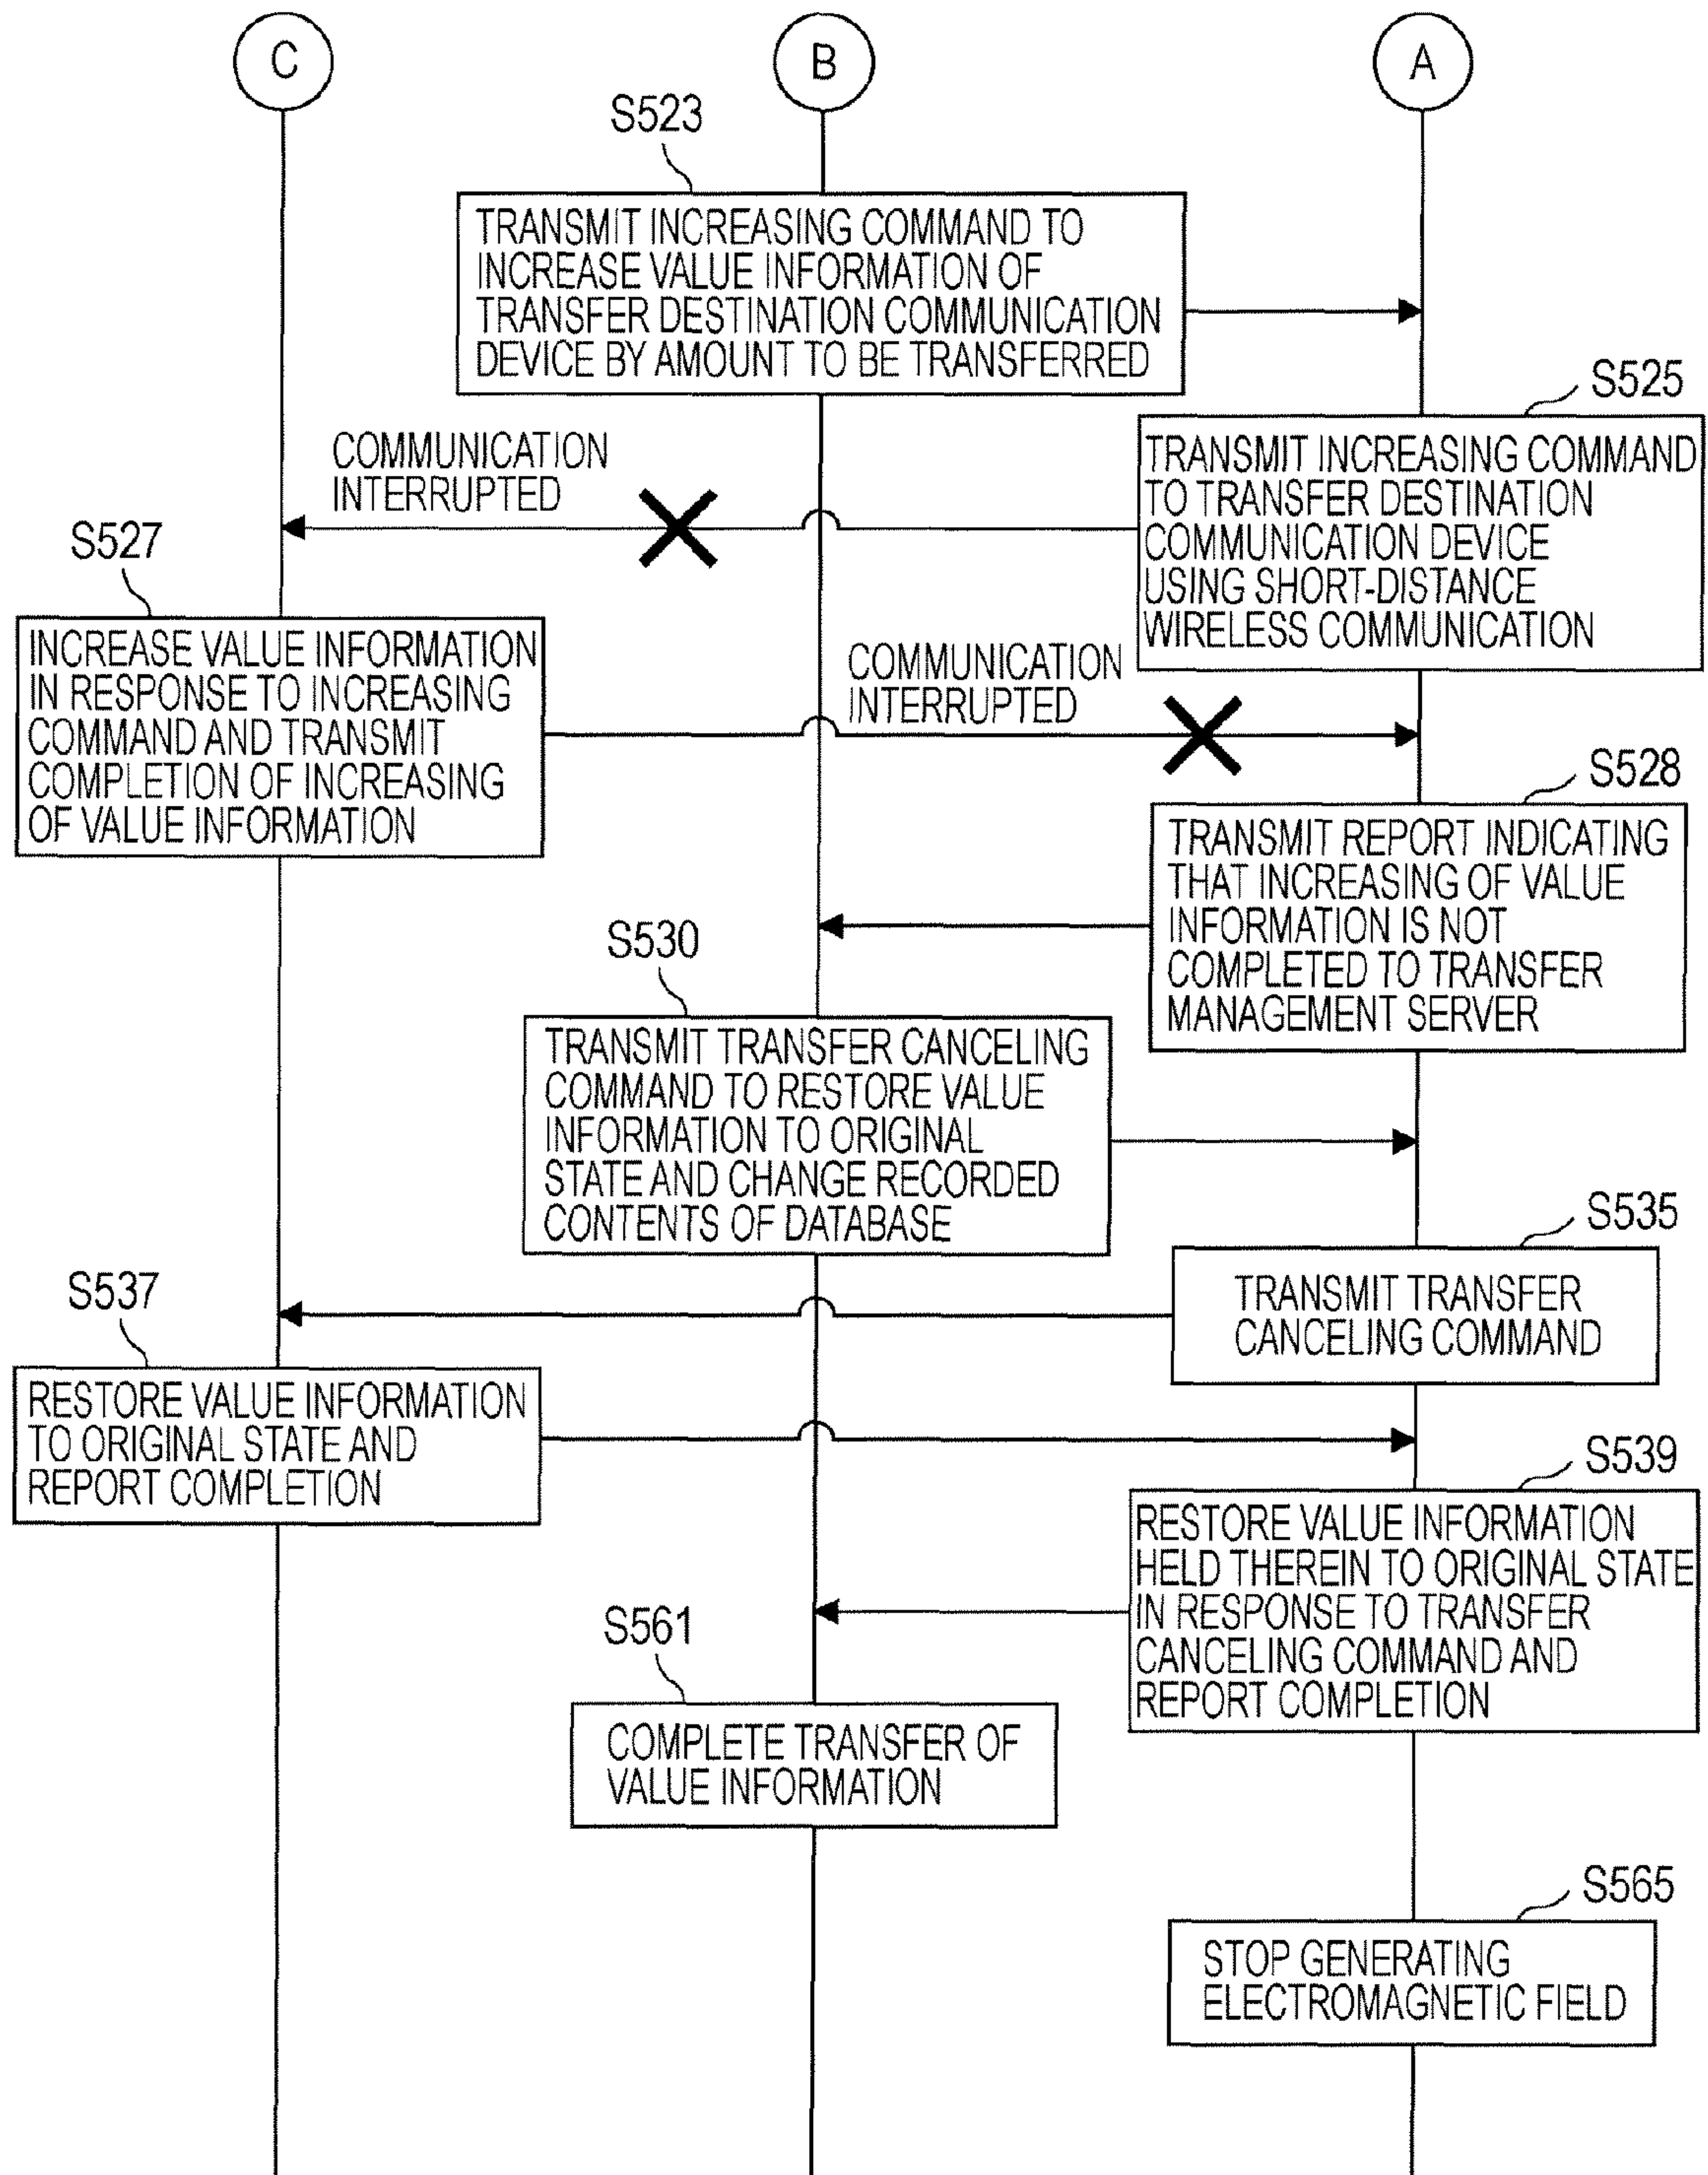 C
B
A
S523
TRANSMIT INCREASING COMMAND TO
INCREASE VALUE INFORMATION OF
TRANSFER DESTINATION COMMUNICATION
DEVICE BY AMOUNT TO BE TRANSFERRED
S525
TRANSMIT INCREASING COMMAND
TO TRANSFER DESTINATION
COMMUNICATION DEVICE
USING SHORT-DISTANCE
WIRELESS COMMUNICATION
COMMUNICATION
INTERRUPTED
S527
INCREASE VALUE INFORMATION
IN RESPONSE TO INCREASING
COMMAND AND TRANSMIT
COMPLETION OF INCREASING
OF VALUE INFORMATION
COMMUNICATION
INTERRUPTED
S528
TRANSMIT REPORT INDICATING
THAT INCREASING OF VALUE
INFORMATION IS NOT
COMPLETED TO TRANSFER
MANAGEMENT SERVER
S530
TRANSMIT TRANSFER CANCELING
COMMAND TO RESTORE VALUE
INFORMATION TO ORIGINAL
STATE AND CHANGE RECORDED
CONTENTS OF DATABASE
S535
TRANSMIT TRANSFER
CANCELING COMMAND
S537
RESTORE VALUE INFORMATION
TO ORIGINAL STATE AND
REPORT COMPLETION
S539
RESTORE VALUE INFORMATION
HELD THEREIN TO ORIGINAL STATE
IN RESPONSE TO TRANSFER
CANCELING COMMAND AND
REPORT COMPLETION
S561
COMPLETE TRANSFER OF
VALUE INFORMATION
S565
STOP GENERATING
ELECTROMAGNETIC FIELD